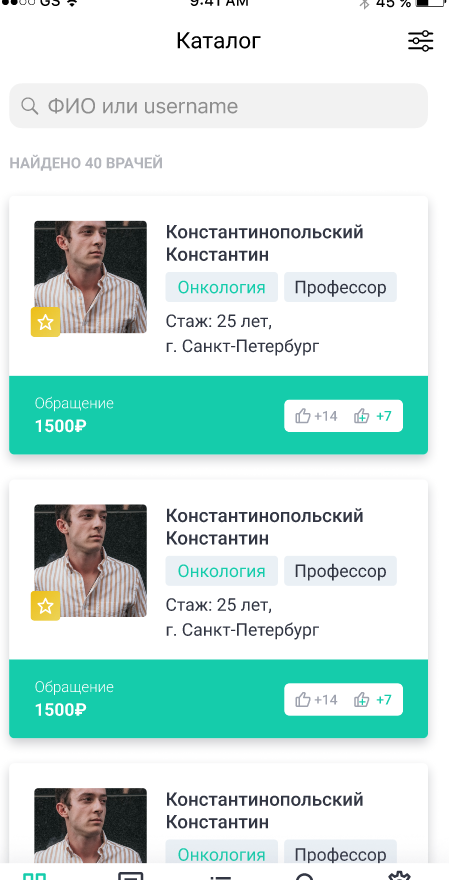 GS 9:41 AM 45 %
Каталог
ФИО или username
НАЙДЕНО 40 ВРАЧЕЙ
Константинопольский
Константин
Онкология Профессор
Стаж: 25 лет,
г. Санкт-Петербург
Обращение
1500₽ +14 +7
Константинопольский
Константин
Онкология Профессор
Стаж: 25 лет,
г. Санкт-Петербург
Обращение
1500₽ +14 +7
Константинопольский
Константин
Онкология Профессор